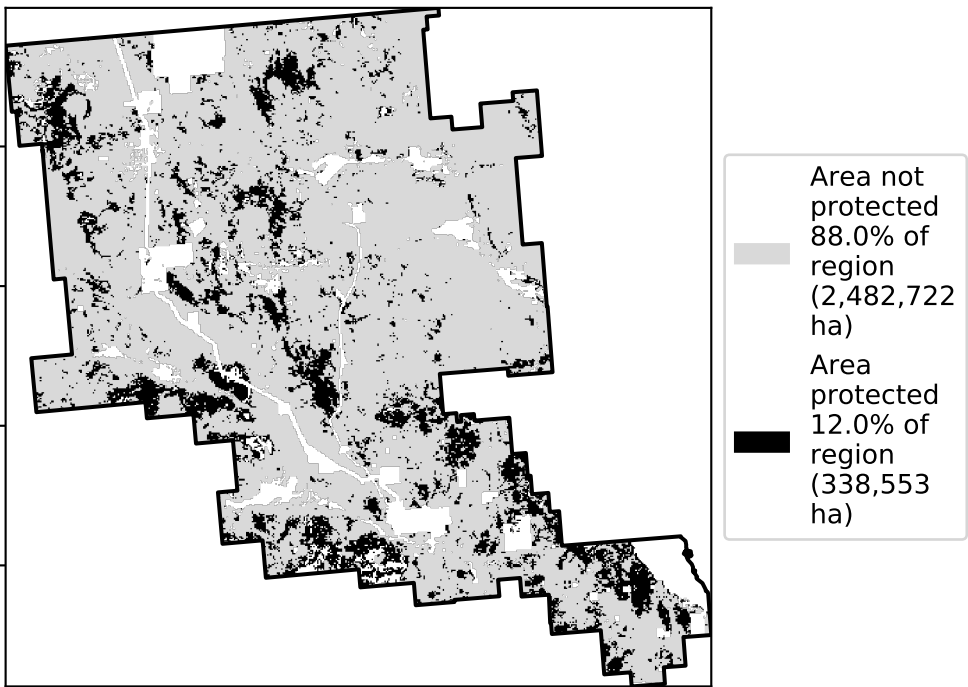 Area not
protected
88.0% of
region
(2,482,722
ha)
Area
protected
12.0% of
region
(338,553
ha)